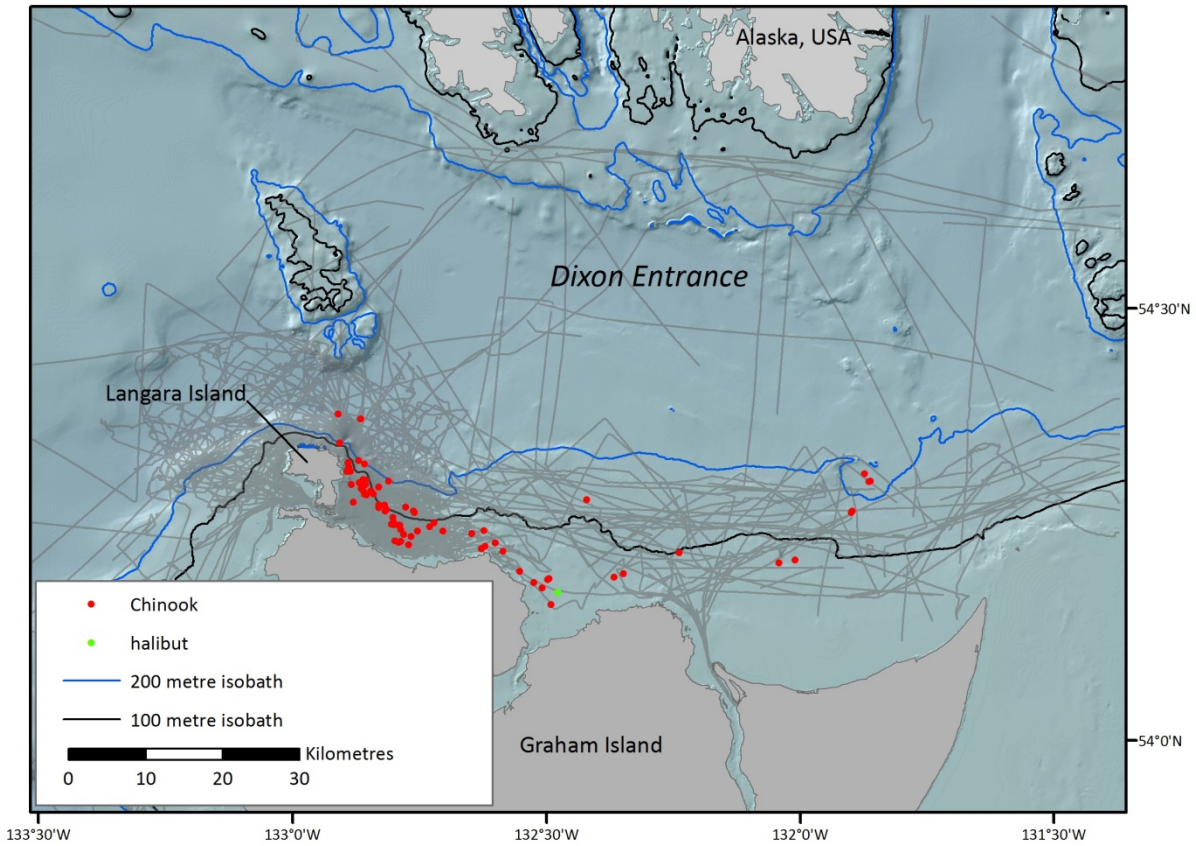 Alaska, USA
Dixon Entrance
54°30'N
Langara Island
Chinook
halibut
200 metre isobath
100 metre isobath
Kilometres
0 10 20 30
Graham Island
54°0'N
133°30'W 133°0'W 132°30'W 132°0'W 131°30'W